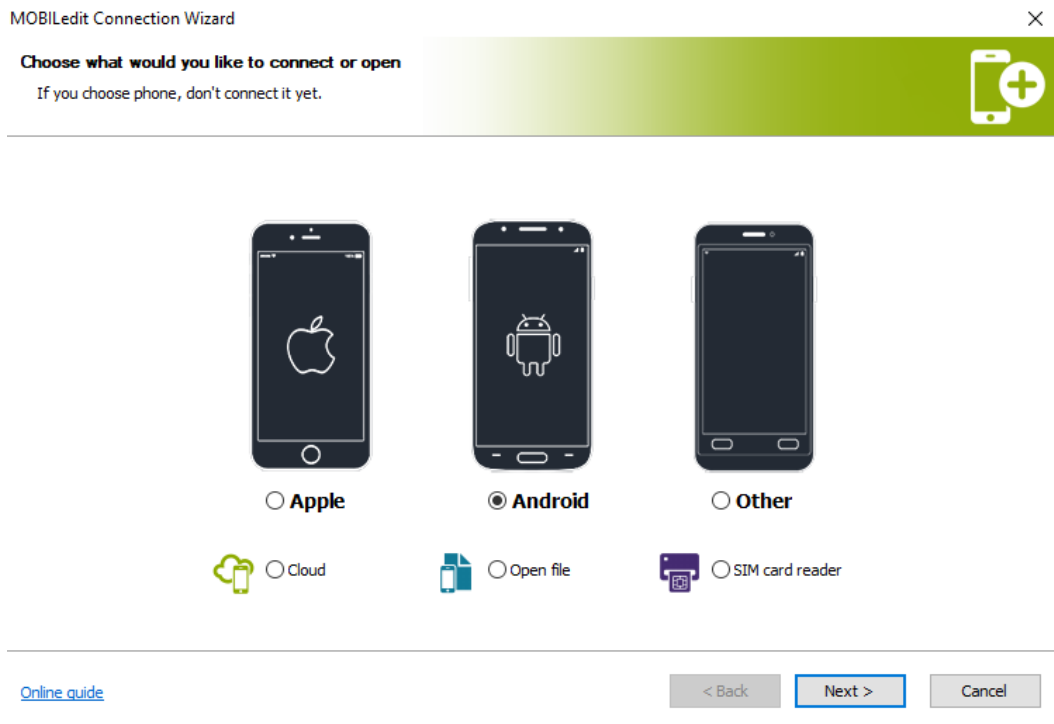 MOBILedit Connection Wizard
Choose what would you like to connect or open
If you choose phone, don't connect it yet.
Apple
Android
Other
Cloud
Open file
SIM card reader
Online guide
< Back
Next >
Cancel